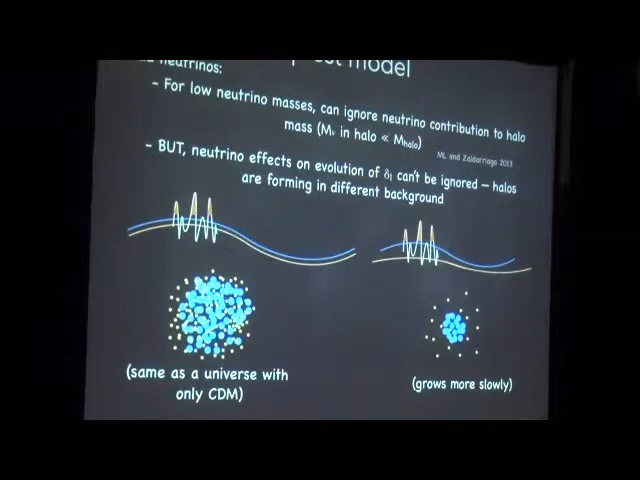 model
neutrinos:
– For low neutrino masses, can ignore neutrino contribution to halo
mass (Mν in halo ≪ Mhalo)
ML and Zaldarriaga 2013
– BUT, neutrino effects on evolution of δl can't be ignored – halos
are forming in different background
(same as a universe with
only CDM)
(grows more slowly)